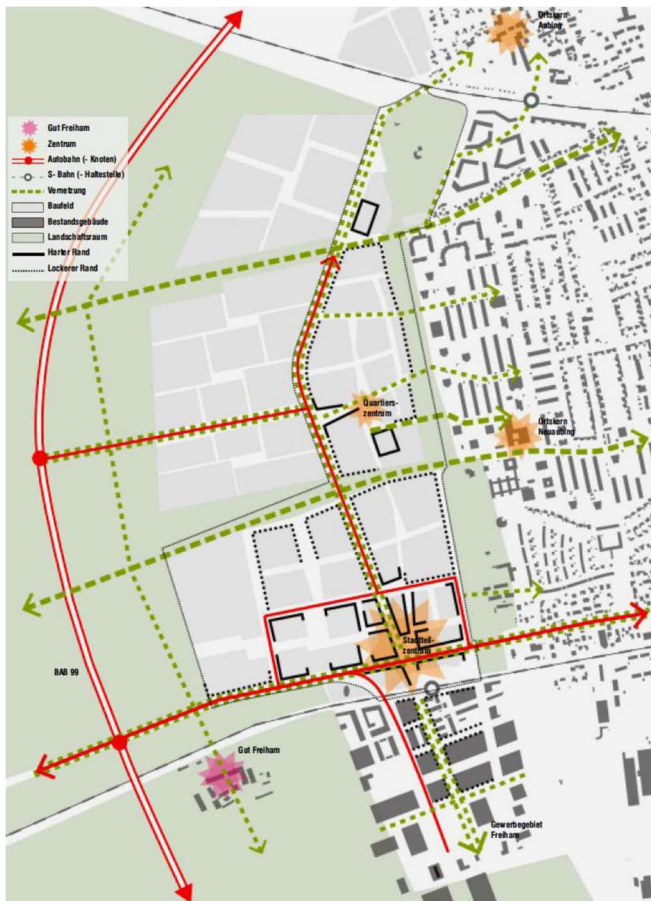 Ortskern
Aubing
Gut Freiham
Zentrum
Autobahn (- Knoten)
S- Bahn (- Haltestelle)
Vernetzung
Baufeld
Bestandsgebäude
Landschaftsraum
Harter Rand
Lockerer Rand
Quartiers-
zentrum
Ortskern
Neuaubing
Stadtteil-
zentrum
BAB 99
Gut Freiham
Gewerbegebiet
Freiham